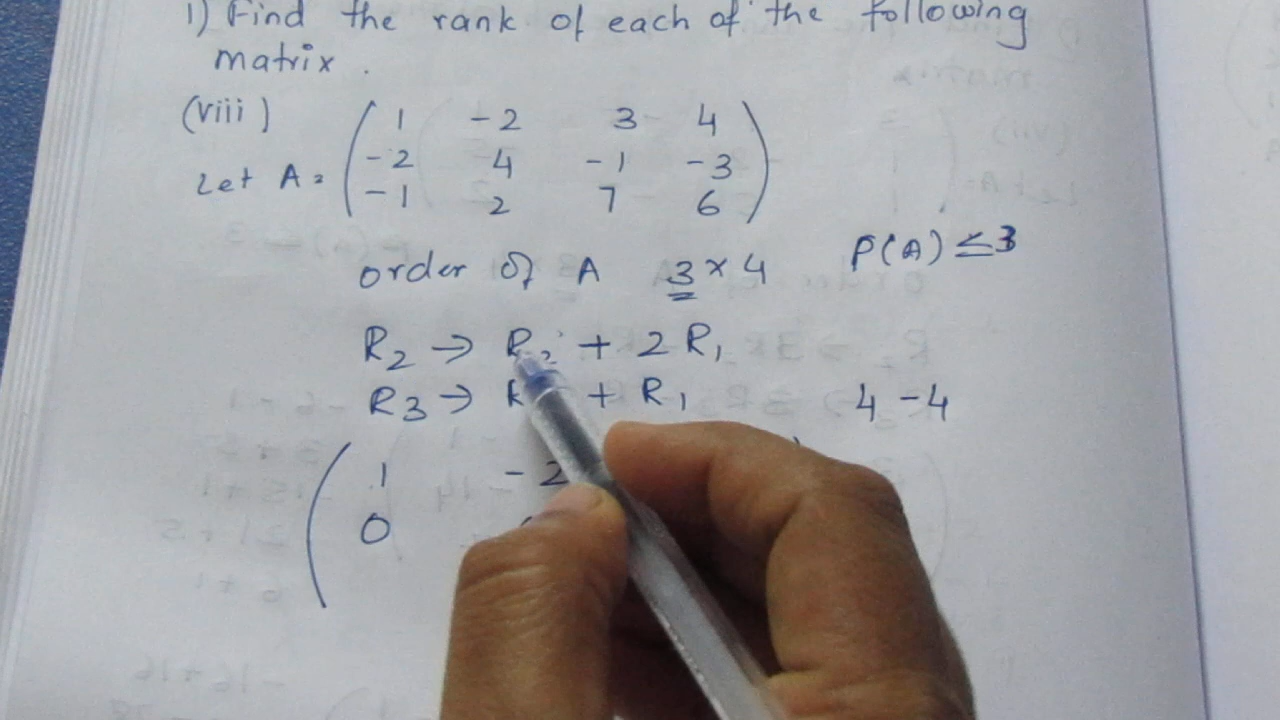 1) Find the rank of each of the following
matrix.
(viii)
Let A = ( 1 -2 3 4
-2 4 -1 -3
-1 2 7 6 )
order of A 3 × 4 P(A) ≤ 3
R2 → R2 + 2 R1
R3 → + R1 4 - 4
( 1 - 2
0